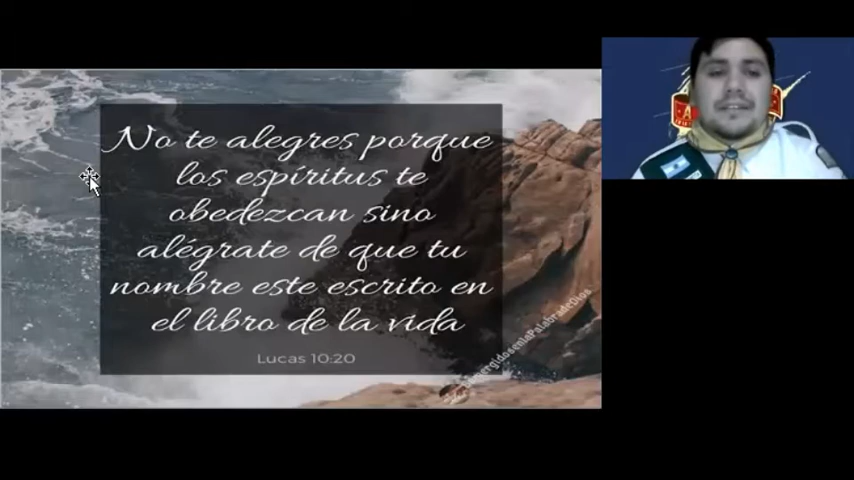 No te alegres porque
los espíritus te
obedezcan sino
alégrate de que tu
nombre este escrito en
el libro de la vida
Lucas 10:20